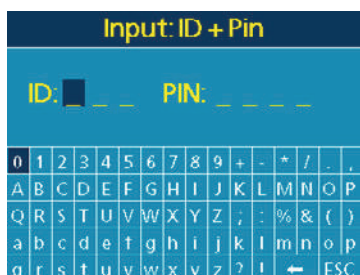 Input: ID + Pin
ID: _ _ _ PIN: _ _ _ _
0 1 2 3 4 5 6 7 8 9 + - * / . ,
A B C D E F G H I J K L M N O P
Q R S T U V W X Y Z ; : % & ( )
a b c d e f g h i j k l m n o p
q r s t u v w x y z ? ! ← ESC